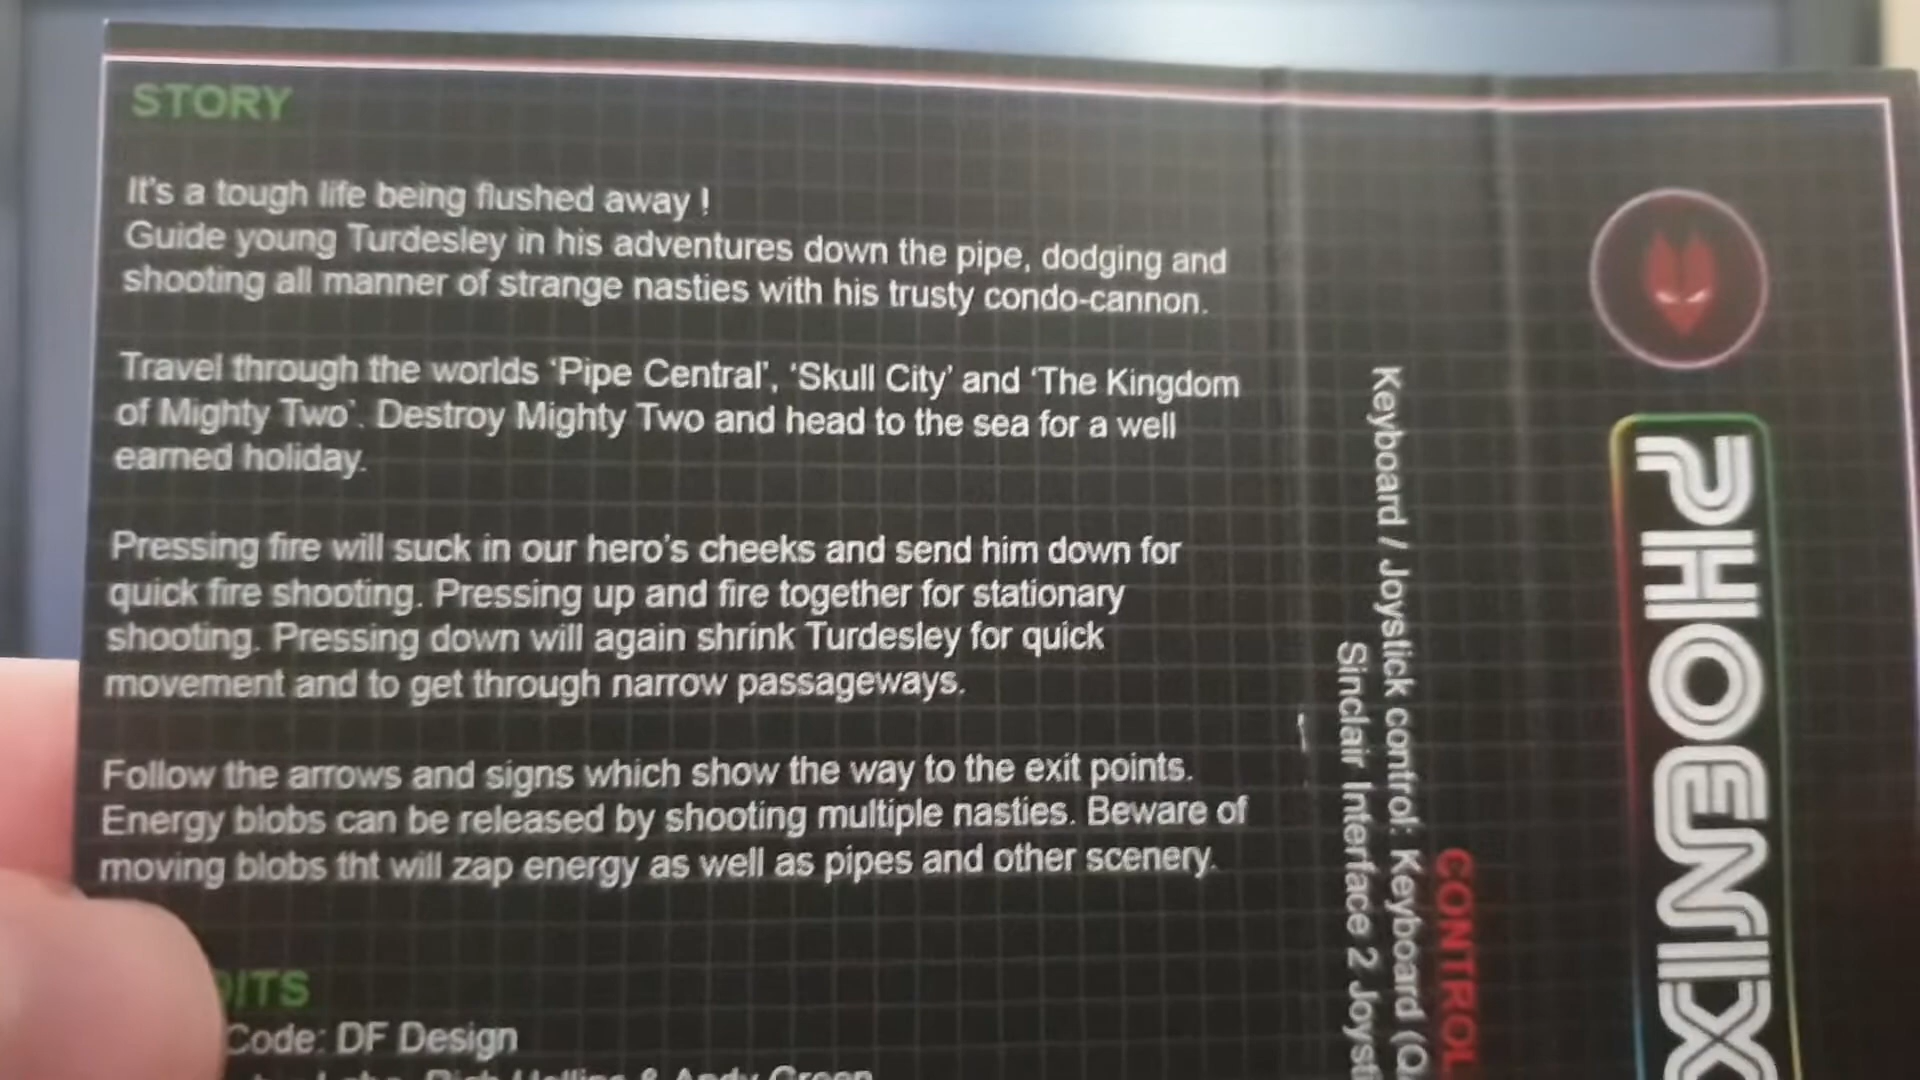 STORY
It's a tough life being flushed away !
Guide young Turdesley in his adventures down the pipe, dodging and
shooting all manner of strange nasties with his trusty condo-cannon.
Travel through the worlds 'Pipe Central', 'Skull City' and 'The Kingdom
of Mighty Two'. Destroy Mighty Two and head to the sea for a well
earned holiday.
Pressing fire will suck in our hero's cheeks and send him down for
quick fire shooting. Pressing up and fire together for stationary
shooting. Pressing down will again shrink Turdesley for quick
movement and to get through narrow passageways.
Follow the arrows and signs which show the way to the exit points.
Energy blobs can be released by shooting multiple nasties. Beware of
moving blobs tht will zap energy as well as pipes and other scenery.
Code: DF Design
& Andy Green
CONTROL
Keyboard / Joystick control: Keyboard
Sinclair Interface 2
PHOENIX